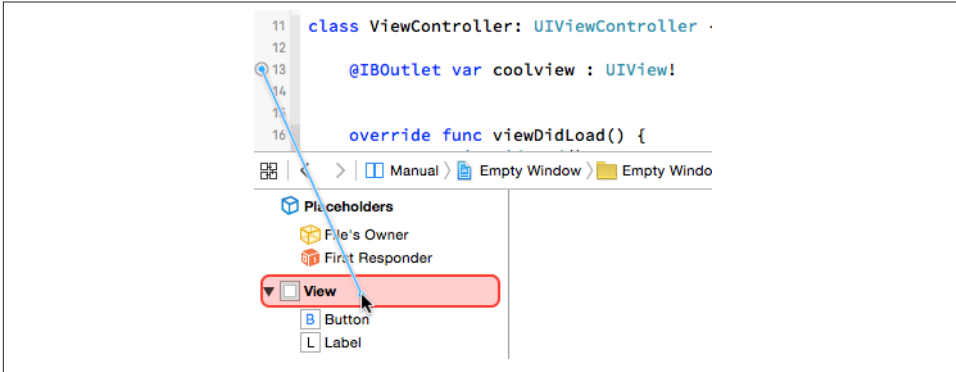 11 class ViewController: UIViewController
12
13 @IBOutlet var coolview : UIView!
14
15
16 override func viewDidLoad() {
Manual Empty Window Empty Windo
Placeholders
File's Owner
First Responder
View
B Button
L Label